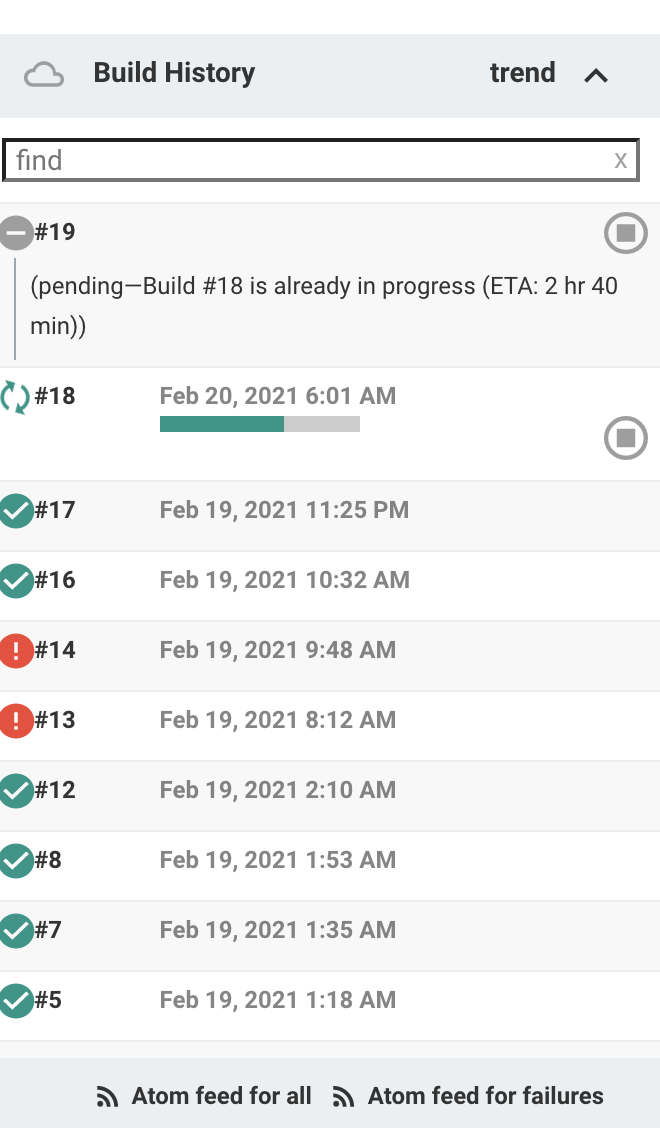 Build History trend
find x
#19
(pending—Build #18 is already in progress (ETA: 2 hr 40
min))
#18 Feb 20, 2021 6:01 AM
#17 Feb 19, 2021 11:25 PM
#16 Feb 19, 2021 10:32 AM
#14 Feb 19, 2021 9:48 AM
#13 Feb 19, 2021 8:12 AM
#12 Feb 19, 2021 2:10 AM
#8 Feb 19, 2021 1:53 AM
#7 Feb 19, 2021 1:35 AM
#5 Feb 19, 2021 1:18 AM
Atom feed for all Atom feed for failures